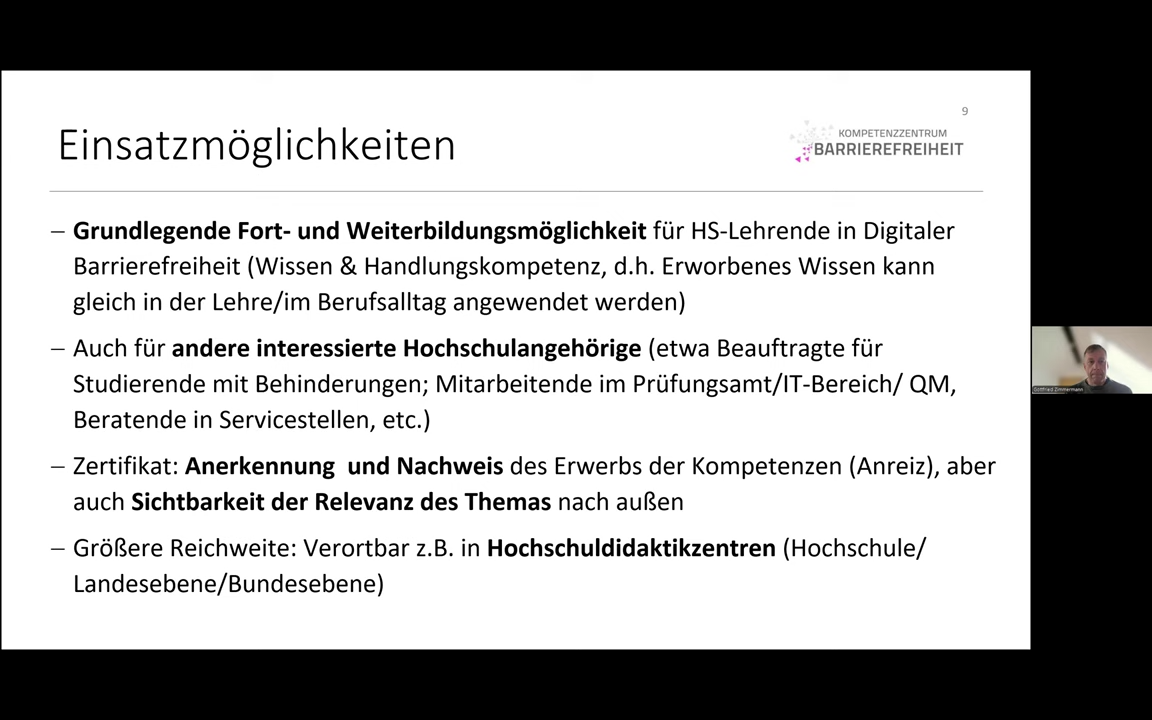 9
Einsatzmöglichkeiten
KOMPETENZZENTRUM
BARRIEREFREIHEIT
– Grundlegende Fort- und Weiterbildungsmöglichkeit für HS-Lehrende in Digitaler
Barrierefreiheit (Wissen & Handlungskompetenz, d.h. Erworbenes Wissen kann
gleich in der Lehre/im Berufsalltag angewendet werden)
– Auch für andere interessierte Hochschulangehörige (etwa Beauftragte für
Studierende mit Behinderungen; Mitarbeitende im Prüfungsamt/IT-Bereich/ QM,
Beratende in Servicestellen, etc.)
– Zertifikat: Anerkennung  und Nachweis des Erwerbs der Kompetenzen (Anreiz), aber
auch Sichtbarkeit der Relevanz des Themas nach außen
– Größere Reichweite: Verortbar z.B. in Hochschuldidaktikzentren (Hochschule/
Landesebene/Bundesebene)
Gottfried Zimmermann